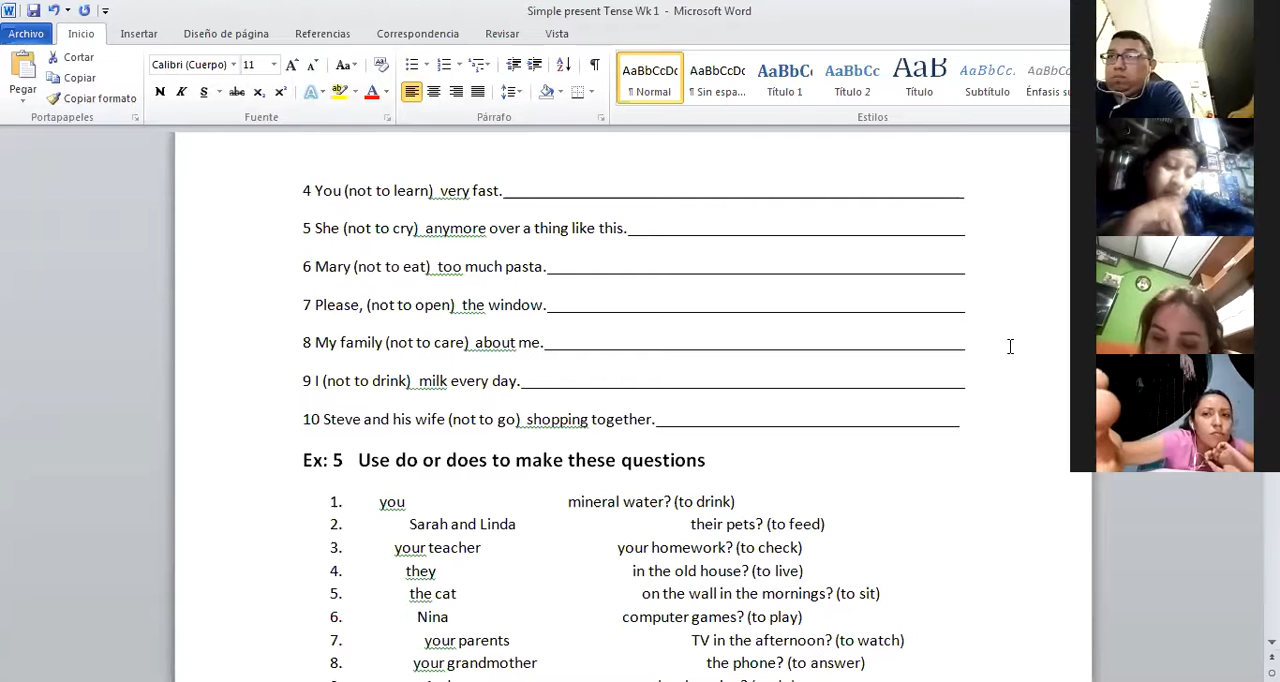 Simple present Tense Wk 1 - Microsoft Word
Archivo Inicio Insertar Diseño de página Referencias Correspondencia Revisar Vista
Pegar Cortar
Copiar
Copiar formato
Calibri (Cuerpo) 11
AaBbCcDc AaBbCcDc AaBbC AaBbCc AaB AaBbCc. AaBbCcD
¶ Normal ¶ Sin espa... Título 1 Título 2 Título Subtítulo Énfasis su
Portapapeles Fuente Párrafo Estilos
4 You (not to learn) very fast.
5 She (not to cry) anymore over a thing like this.
6 Mary (not to eat) too much pasta.
7 Please, (not to open) the window.
8 My family (not to care) about me.
9 I (not to drink) milk every day.
10 Steve and his wife (not to go) shopping together.
Ex: 5 Use do or does to make these questions
1. you mineral water? (to drink)
2. Sarah and Linda their pets? (to feed)
3. your teacher your homework? (to check)
4. they in the old house? (to live)
5. the cat on the wall in the mornings? (to sit)
6. Nina computer games? (to play)
7. your parents TV in the afternoon? (to watch)
8. your grandmother the phone? (to answer)